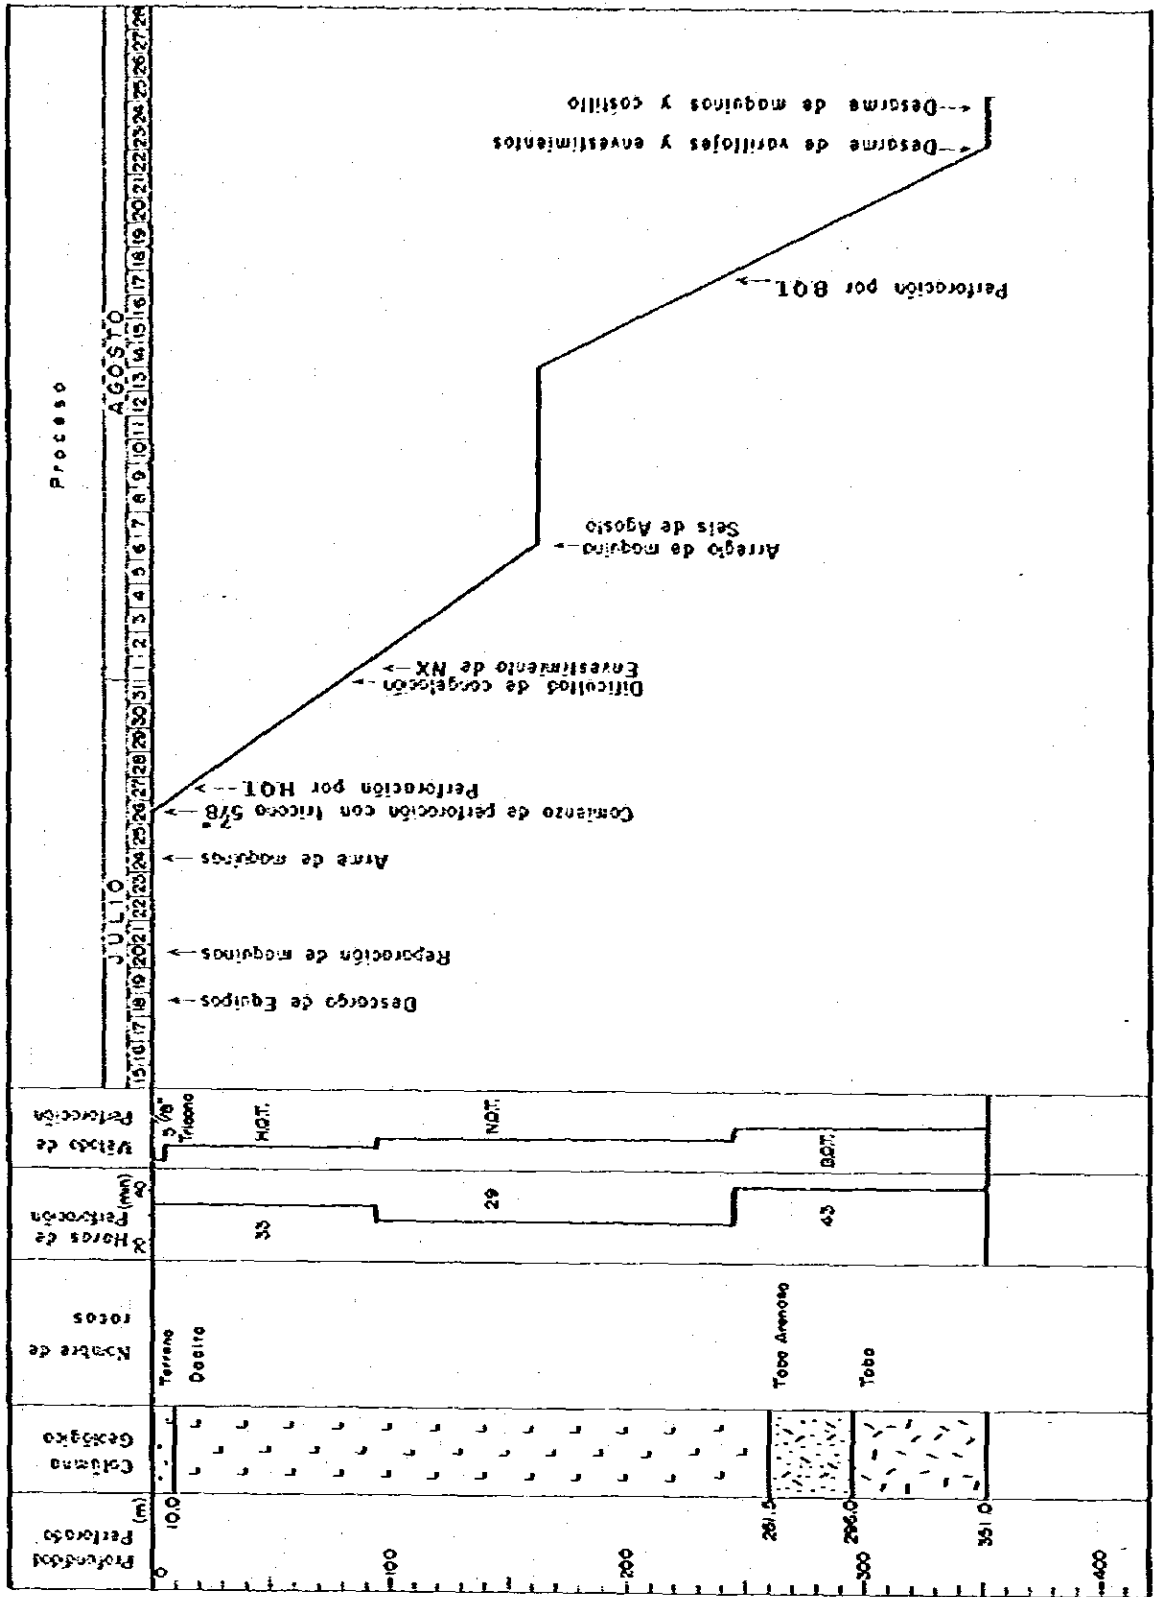 Profundidad
Perforado
(m)
Columna
Geológico
Nombre de
rocas
Horas de
Perforación
(min)
20 40
Método de
Perforación
Proceso
JULIO
AGOSTO
15 16 17 18 19 20 21 22 23 24 25 26 27 28 29 30 31 1 2 3 4 5 6 7 8 9 10 11 12 13 14 15 16 17 18 19 20 21 22 23 24 25 26 27 28
0
10.0
100
200
261.5
296.0
300
351.0
400
Terreno
Dacita
Toba Arenosa
Toba
33
29
43
5 7/8"
Tricono
H.Q.T.
N.Q.T.
B.Q.T.
Descarga de Equipos
Reparación de maquinas
Arme de maquinas
Comienzo de perforación con tricono 5 7/8"
Perforación por H.Q.T.
Dificultad de congelación
Envestimiento de NX
Arreglo de maquina
Seis de Agosto
Perforación por B.Q.T.
Desarme de varillajes y envestimientos
Desarme de maquinas y castillo